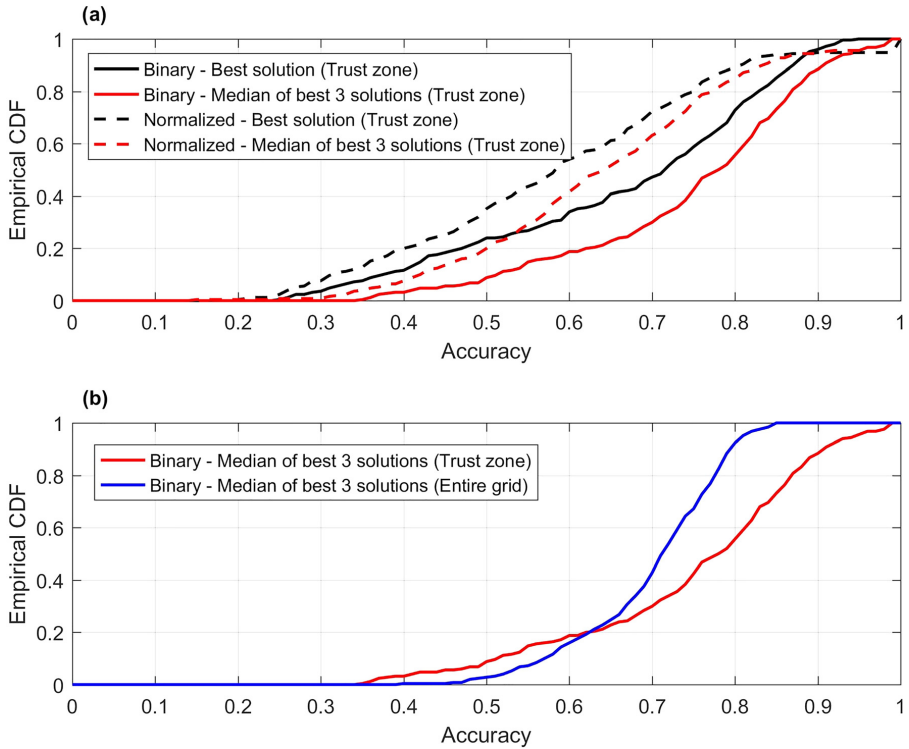 (a)
1
0.8
0.6
0.4
0.2
0
Empirical CDF
Binary - Best solution (Trust zone)
Binary - Median of best 3 solutions (Trust zone)
Normalized - Best solution (Trust zone)
Normalized - Median of best 3 solutions (Trust zone)
0 0.1 0.2 0.3 0.4 0.5 0.6 0.7 0.8 0.9 1
Accuracy
(b)
1
0.8
0.6
0.4
0.2
0
Empirical CDF
Binary - Median of best 3 solutions (Trust zone)
Binary - Median of best 3 solutions (Entire grid)
0 0.1 0.2 0.3 0.4 0.5 0.6 0.7 0.8 0.9 1
Accuracy